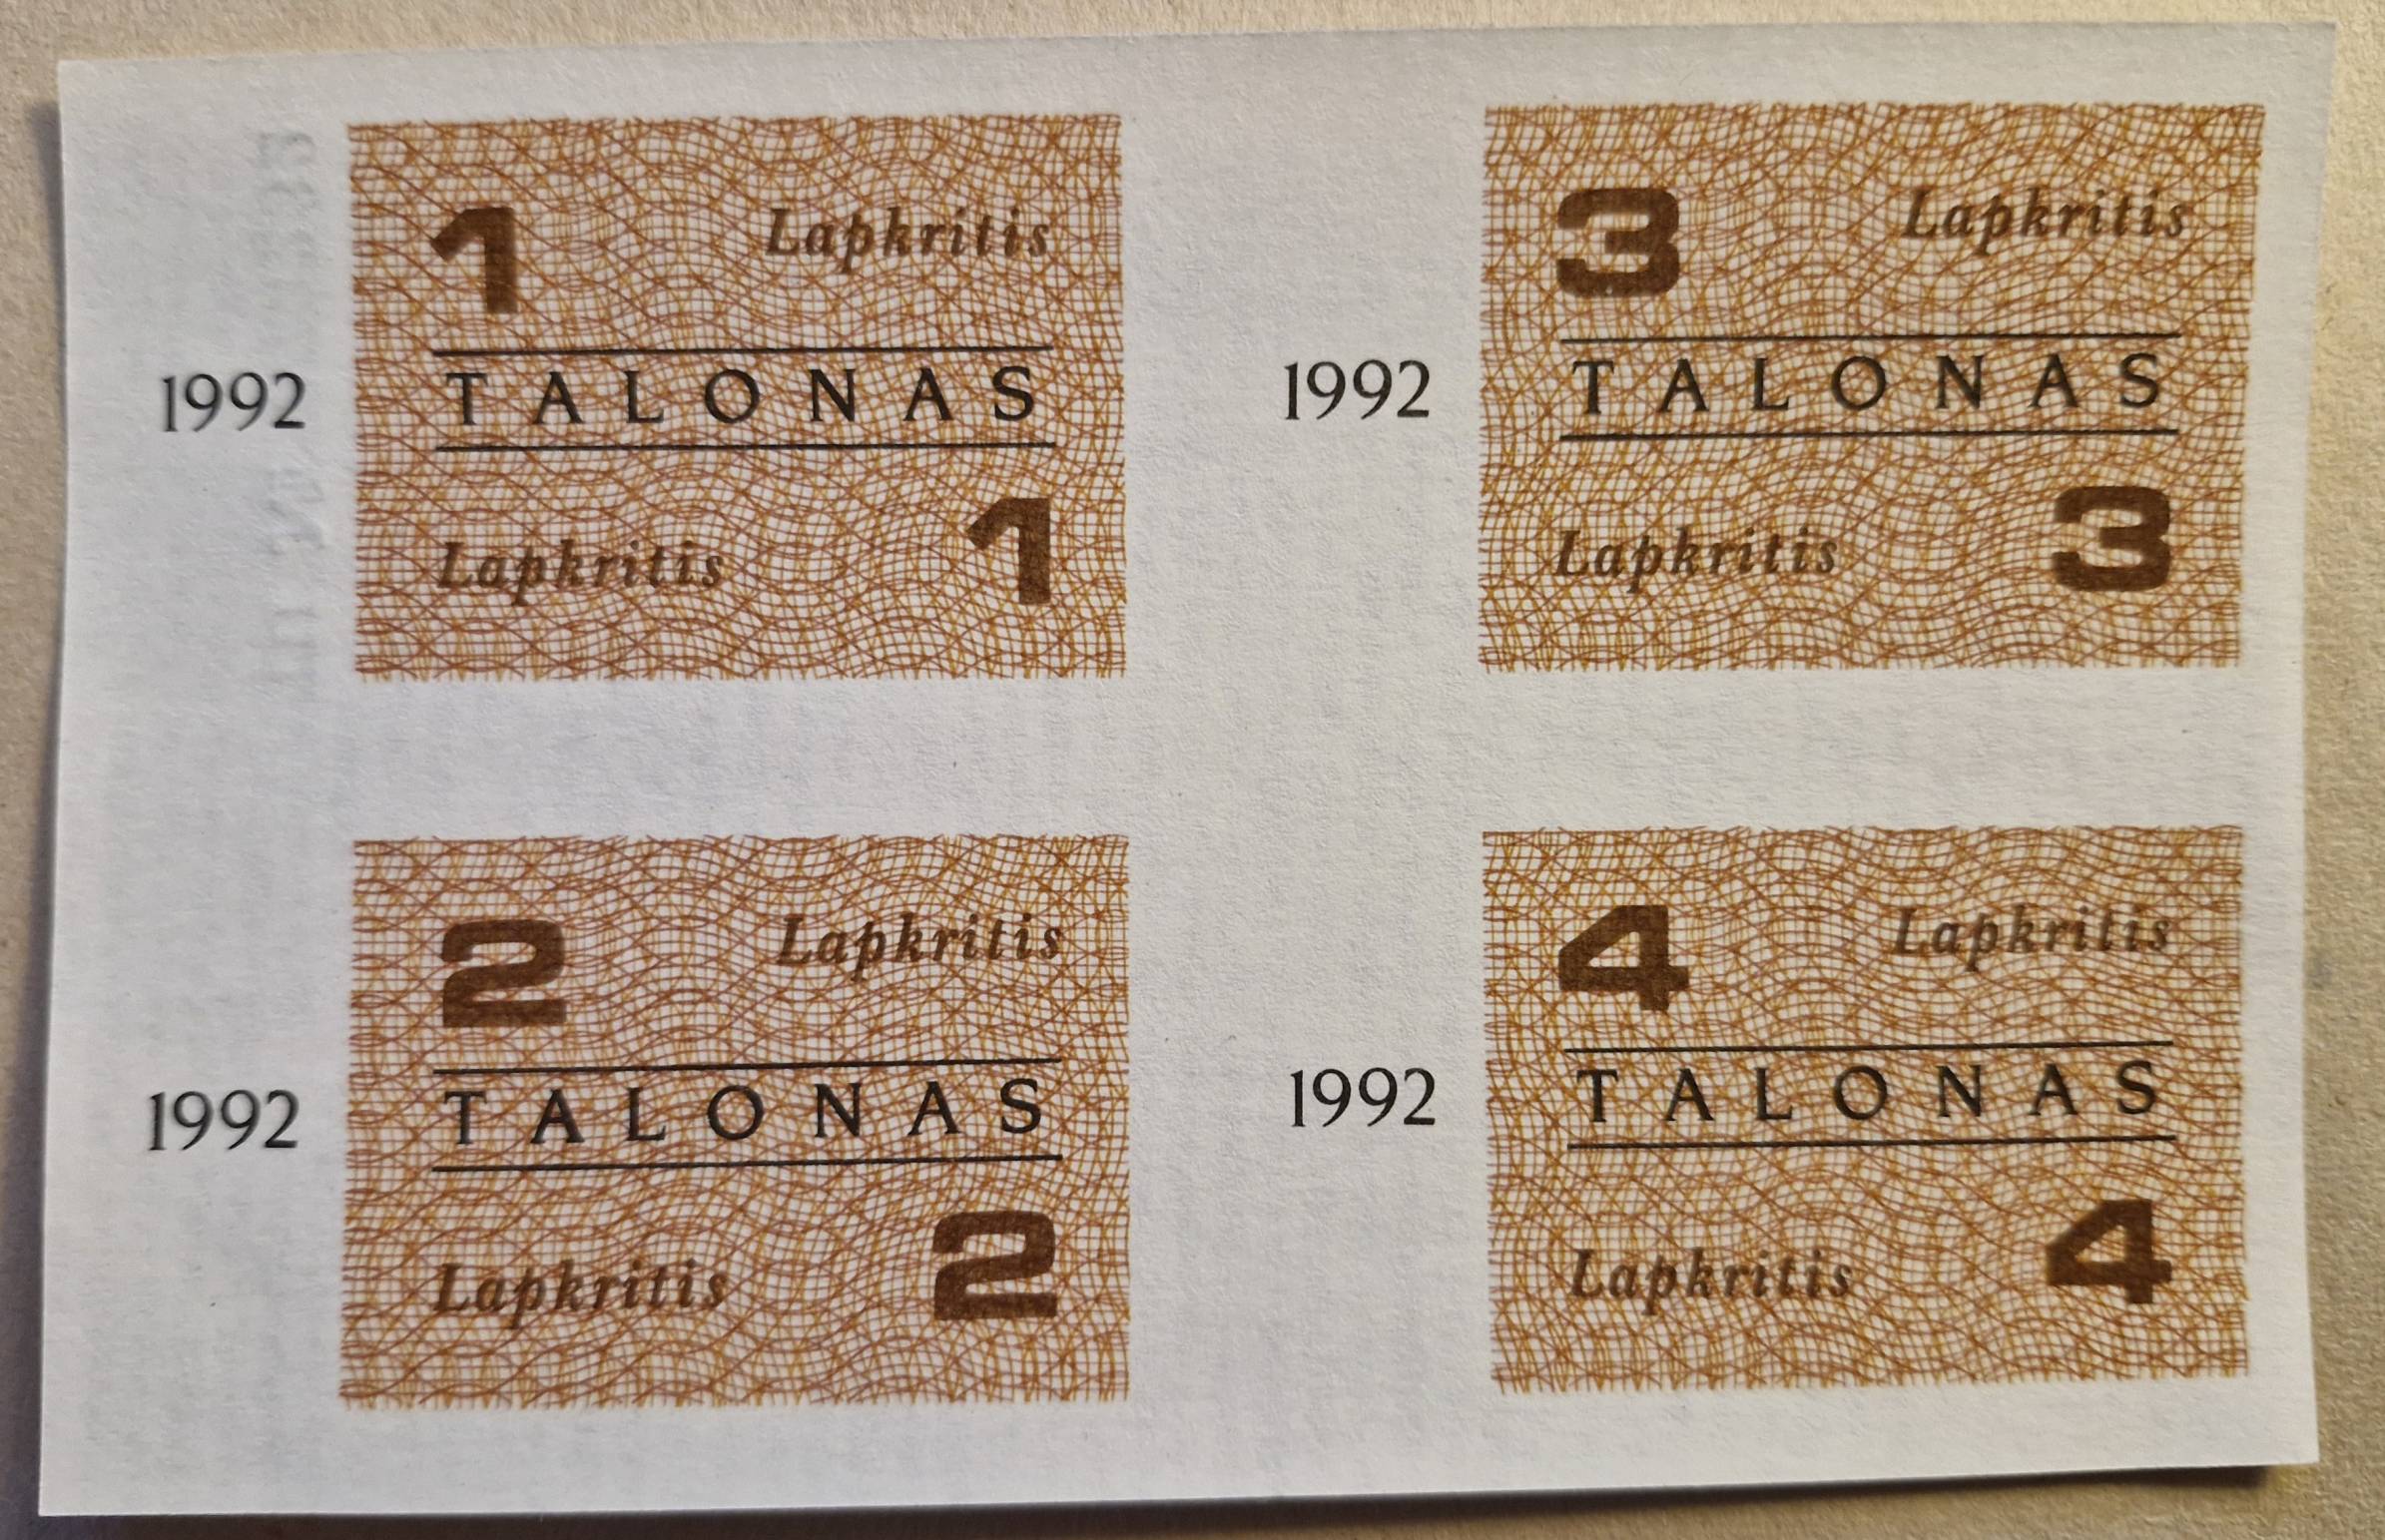 1 Lapkritis
1992 TALONAS
Lapkritis 1
3 Lapkritis
1992 TALONAS
Lapkritis 3
2 Lapkritis
1992 TALONAS
Lapkritis 2
4 Lapkritis
1992 TALONAS
Lapkritis 4